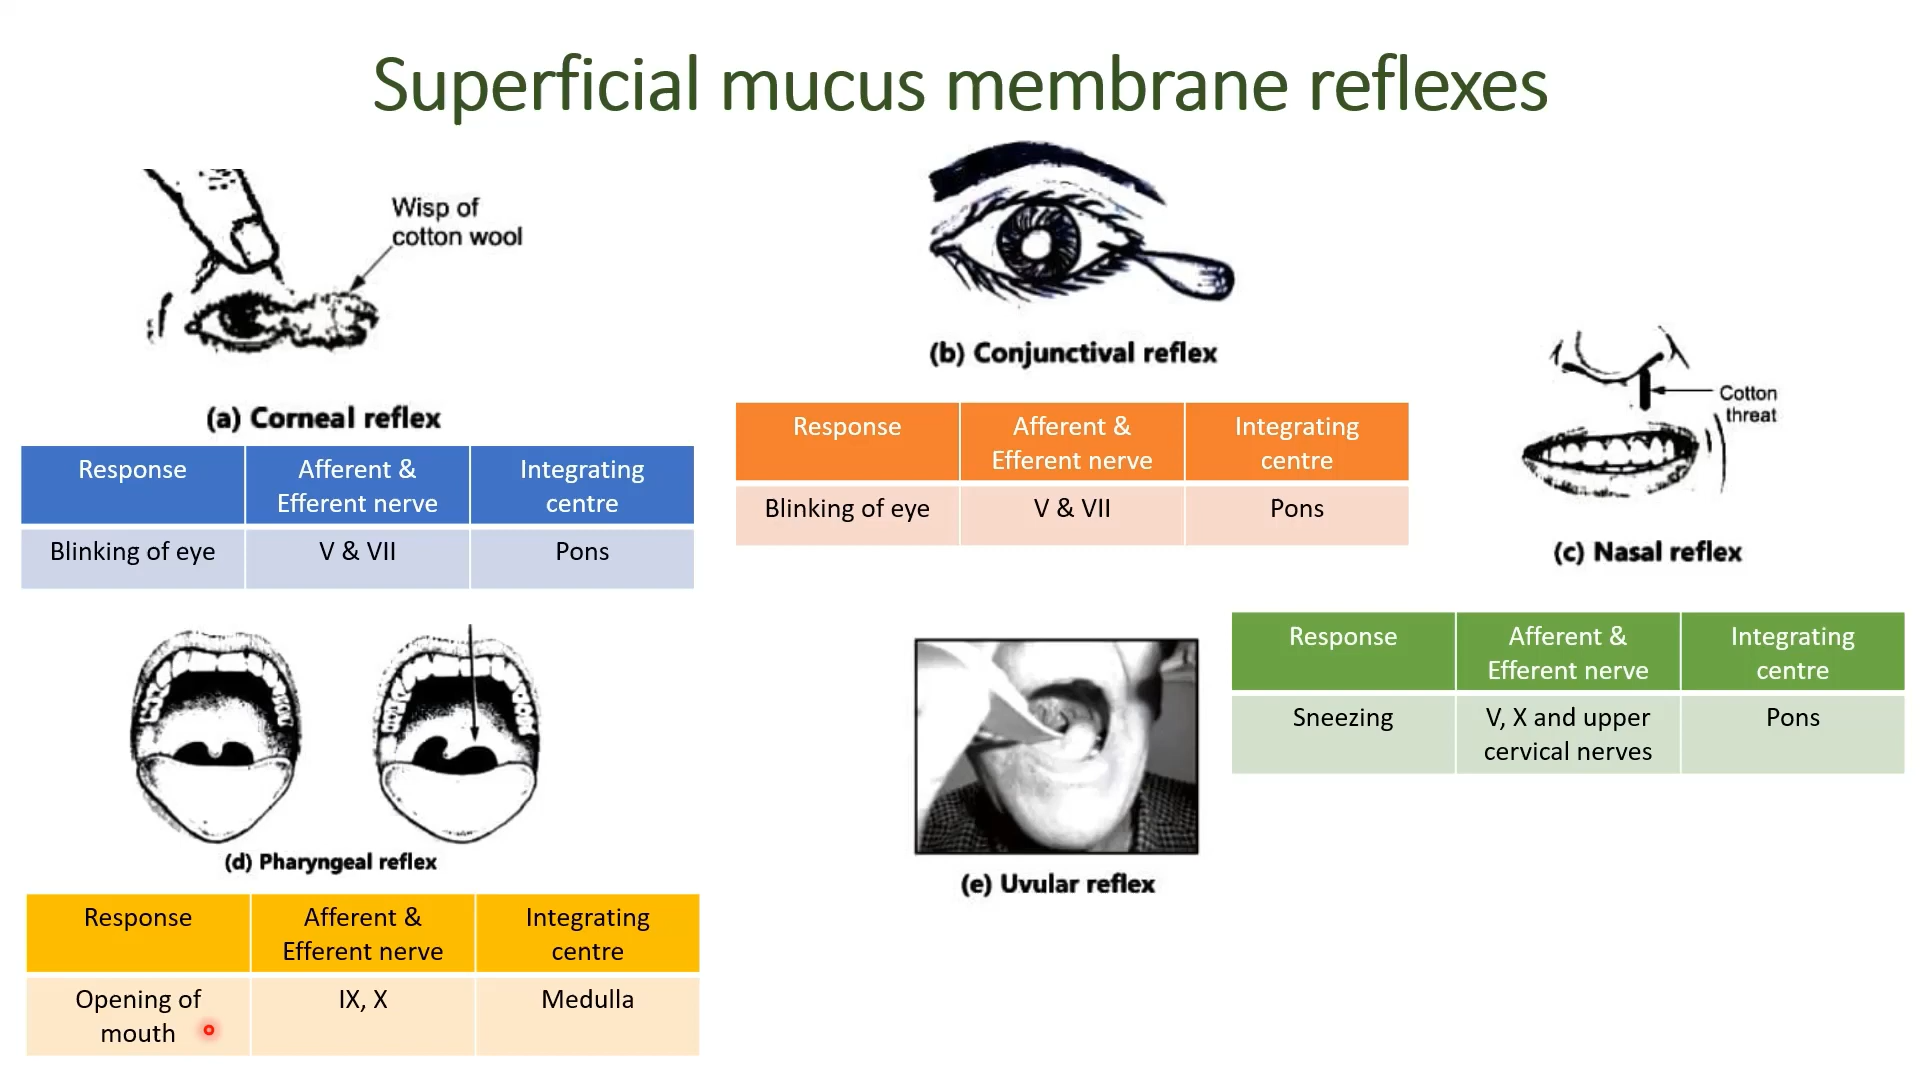 Superficial mucus membrane reflexes
Wisp of
cotton wool
(a) Corneal reflex
Response
Afferent &
Efferent nerve
Integrating
centre
Blinking of eye
V & VII
Pons
(b) Conjunctival reflex
Response
Afferent &
Efferent nerve
Integrating
centre
Blinking of eye
V & VII
Pons
Cotton
threat
(c) Nasal reflex
Response
Afferent &
Efferent nerve
Integrating
centre
Sneezing
V, X and upper
cervical nerves
Pons
(d) Pharyngeal reflex
Response
Afferent &
Efferent nerve
Integrating
centre
Opening of
mouth
IX, X
Medulla
(e) Uvular reflex